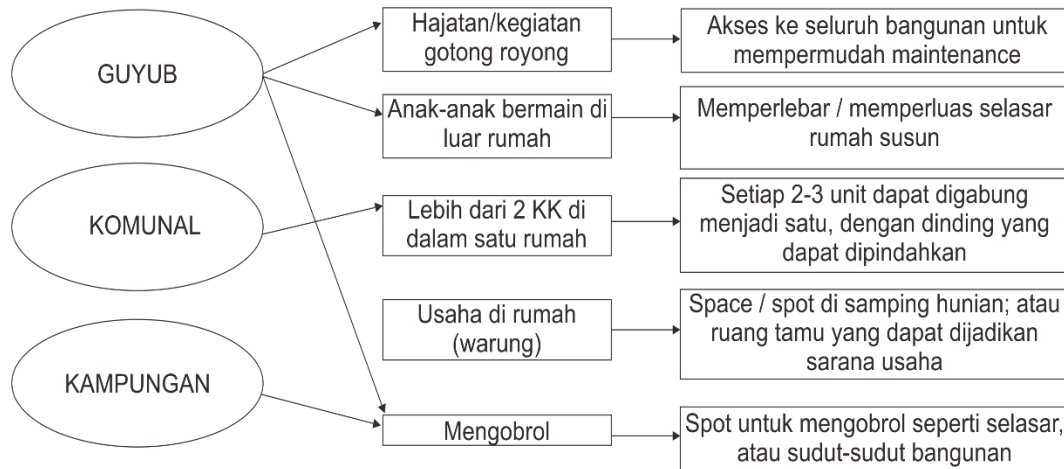 GUYUB
Hajatan/kegiatan
gotong royong
Akses ke seluruh bangunan untuk
mempermudah maintenance
Anak-anak bermain di
luar rumah
Memperlebar / memperluas selasar
rumah susun
KOMUNAL
Lebih dari 2 KK di
dalam satu rumah
Setiap 2-3 unit dapat digabung
menjadi satu, dengan dinding yang
dapat dipindahkan
Usaha di rumah
(warung)
Space / spot di samping hunian; atau
ruang tamu yang dapat dijadikan
sarana usaha
KAMPUNGAN
Mengobrol
Spot untuk mengobrol seperti selasar,
atau sudut-sudut bangunan